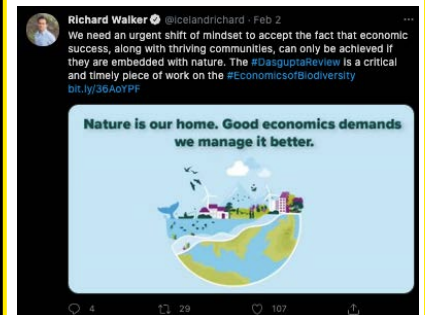 Richard Walker @icelandrichard · Feb 2
We need an urgent shift of mindset to accept the fact that economic
success, along with thriving communities, can only be achieved if
they are embedded with nature. The #DasguptaReview is a critical
and timely piece of work on the #EconomicsofBiodiversity
bit.ly/36AoYPF
Nature is our home. Good economics demands
we manage it better.
4 29 107